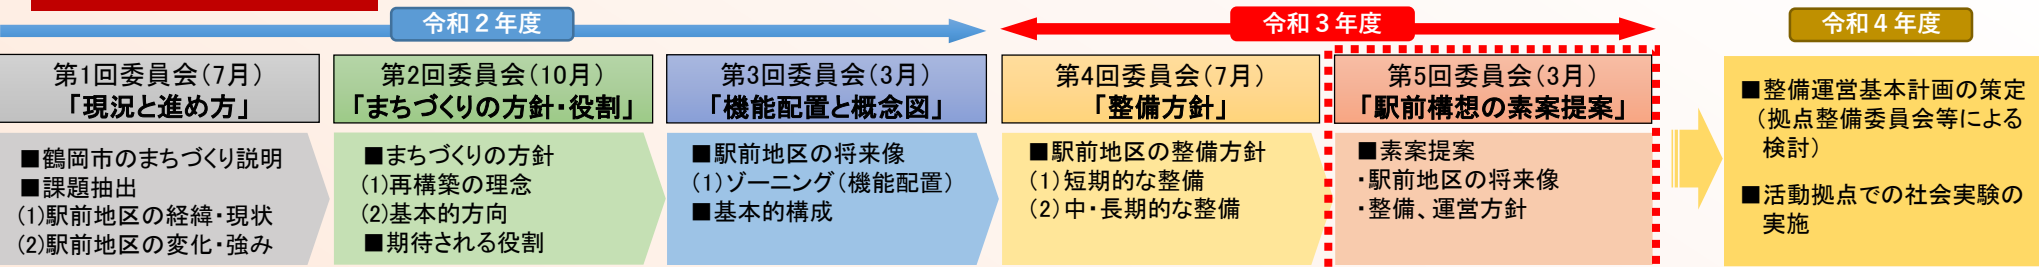 令和２年度
令和３年度
令和４年度
第1回委員会(7月)
「現況と進め方」
■鶴岡市のまちづくり説明
■課題抽出
(1)駅前地区の経緯・現状
(2)駅前地区の変化・強み
第2回委員会(10月)
「まちづくりの方針・役割」
■まちづくりの方針
(1)再構築の理念
(2)基本的方向
■期待される役割
第3回委員会(3月)
「機能配置と概念図」
■駅前地区の将来像
(1)ゾーニング(機能配置)
■基本的構成
第4回委員会(7月)
「整備方針」
■駅前地区の整備方針
(1)短期的な整備
(2)中・長期的な整備
第5回委員会(3月)
「駅前構想の素案提案」
■素案提案
・駅前地区の将来像
・整備、運営方針
■整備運営基本計画の策定
(拠点整備委員会等による
検討)
■活動拠点での社会実験の
実施